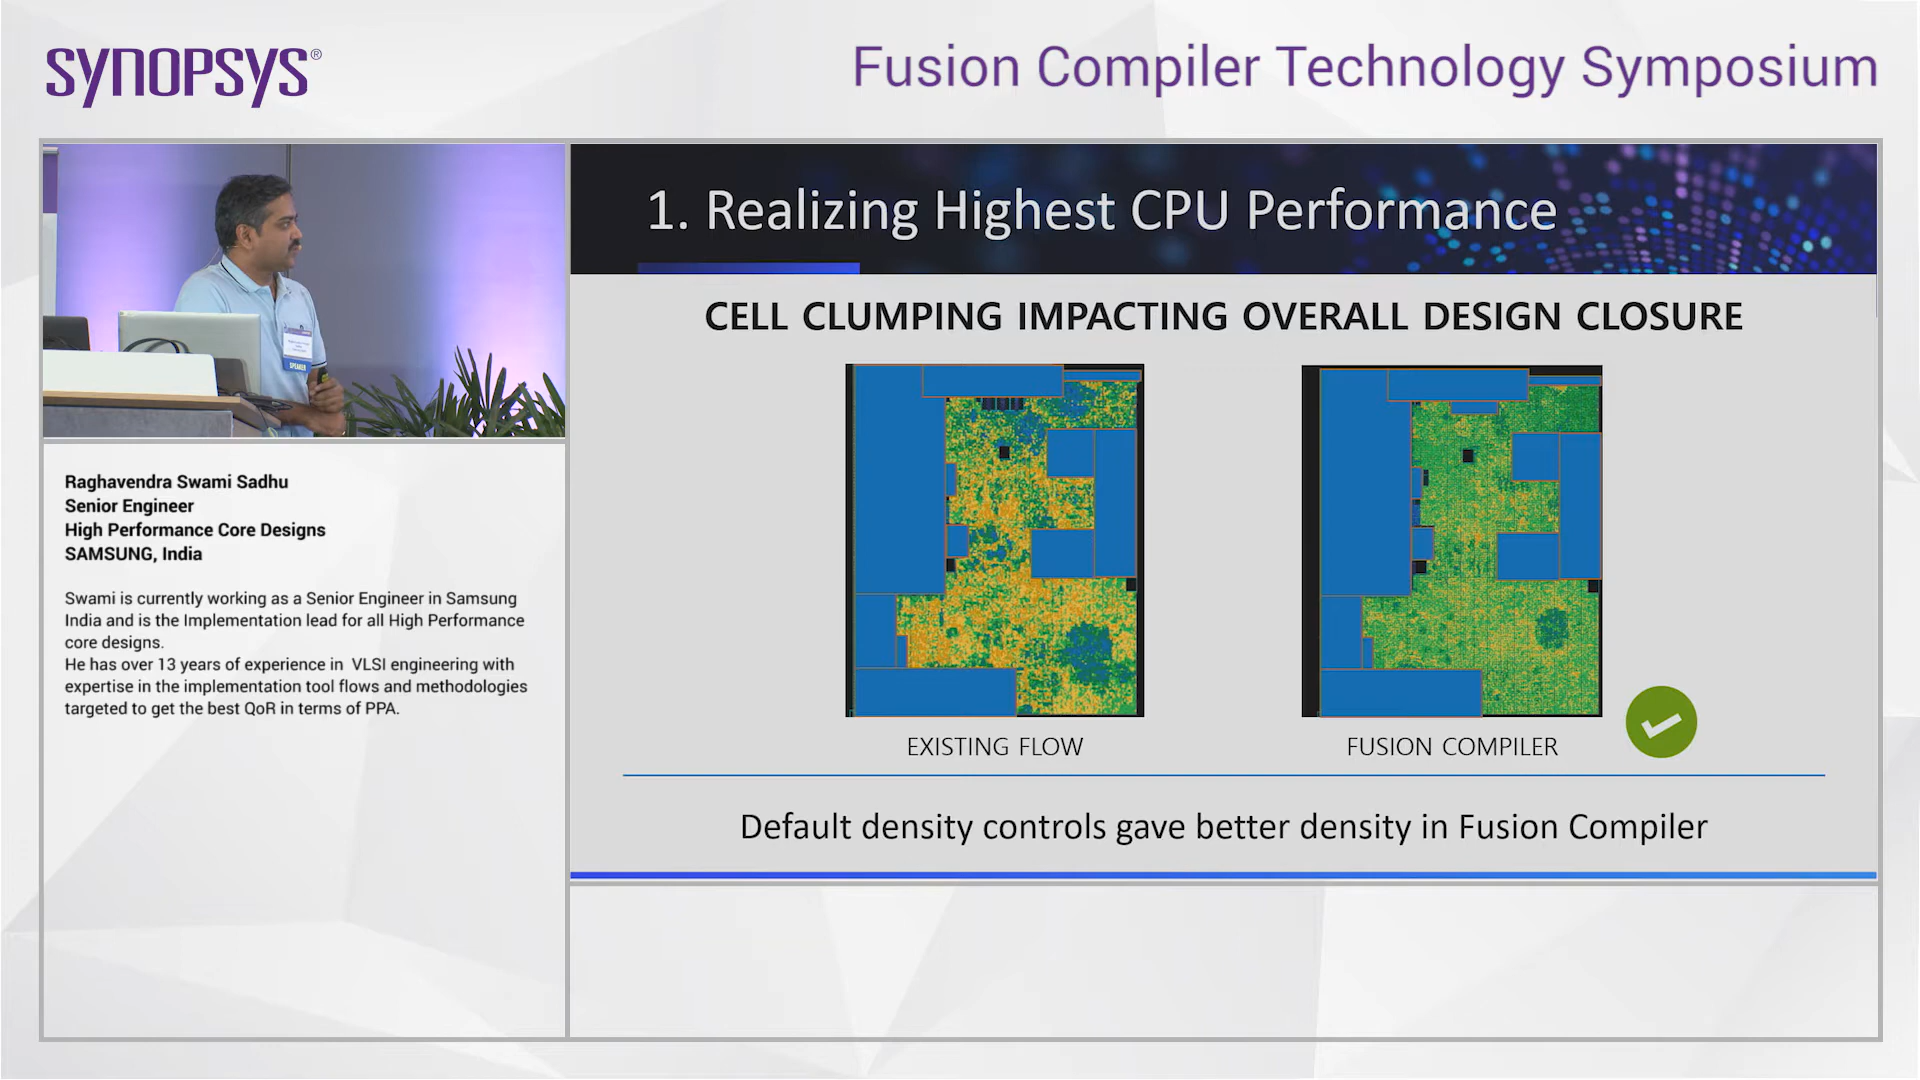 SYNOPSYS®
Fusion Compiler Technology Symposium
SPEAKER
Raghavendra Swami Sadhu
Senior Engineer
High Performance Core Designs
SAMSUNG, India
Swami is currently working as a Senior Engineer in Samsung
India and is the Implementation lead for all High Performance
core designs.
He has over 13 years of experience in VLSI engineering with
expertise in the implementation tool flows and methodologies
targeted to get the best QoR in terms of PPA.
1. Realizing Highest CPU Performance
CELL CLUMPING IMPACTING OVERALL DESIGN CLOSURE
EXISTING FLOW
FUSION COMPILER
Default density controls gave better density in Fusion Compiler